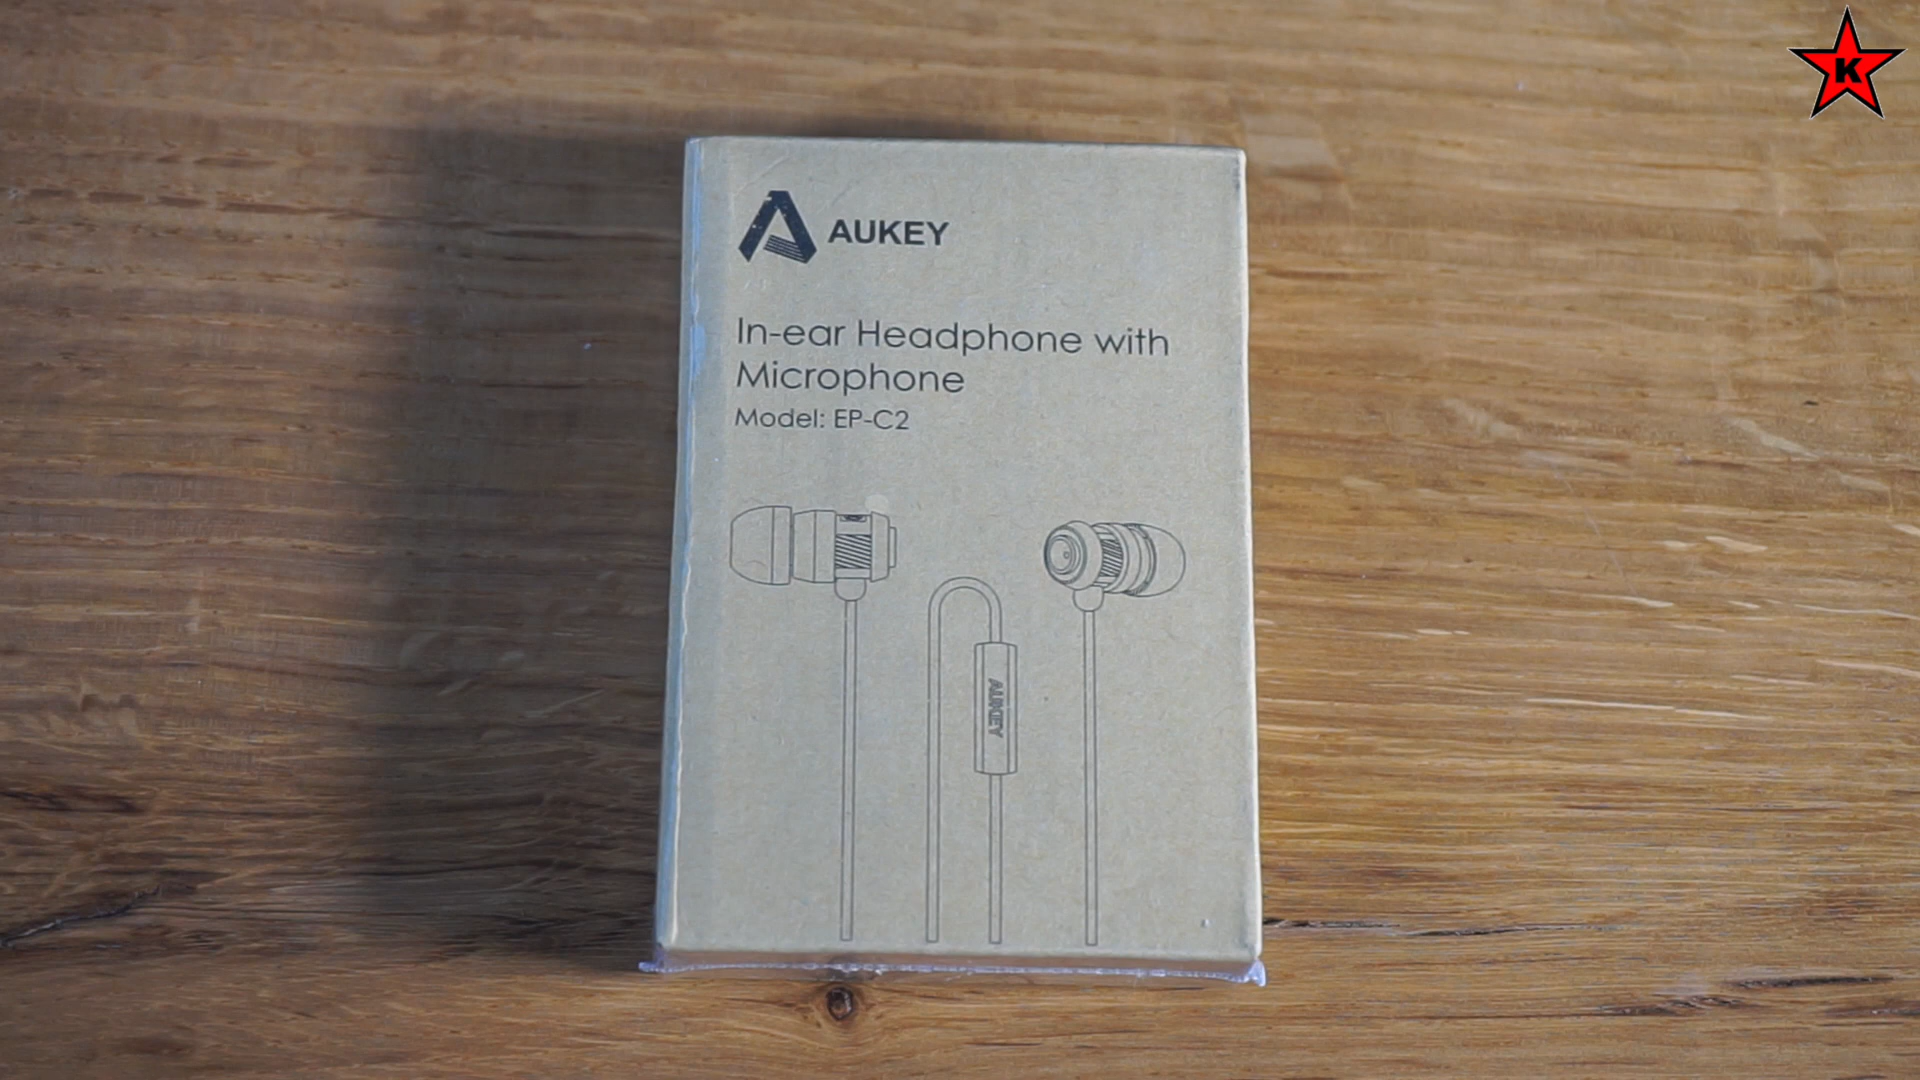 K
AUKEY
In-ear Headphone with
Microphone
Model: EP-C2
AUKEY